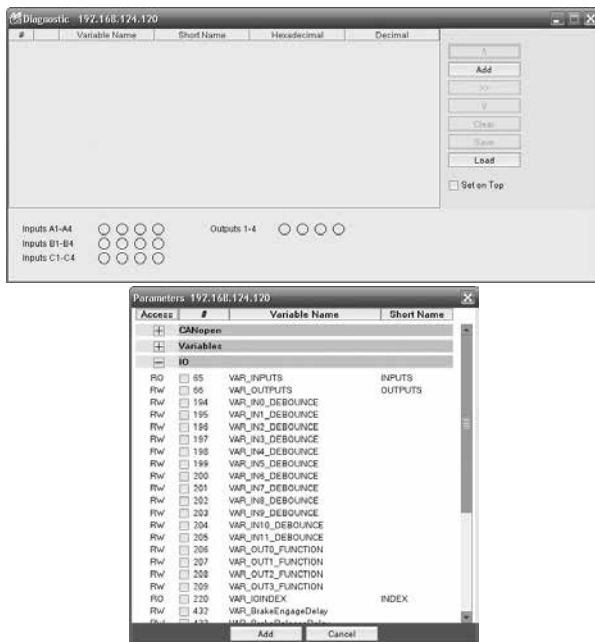 Diagnostic 192.168.124.120
# Variable Name Short Name Hexadecimal Decimal
Λ
Add
>>
V
Clear
Save
Load
Set on Top
Inputs A1-A4 Outputs 1-4
Inputs B1-B4
Inputs C1-C4
Parameters 192.168.124.120
Access # Variable Name Short Name
CANopen
Variables
IO
RO 65 VAR_INPUTS INPUTS
RW 66 VAR_OUTPUTS OUTPUTS
RW 194 VAR_IN0_DEBOUNCE
RW 195 VAR_IN1_DEBOUNCE
RW 196 VAR_IN2_DEBOUNCE
RW 197 VAR_IN3_DEBOUNCE
RW 198 VAR_IN4_DEBOUNCE
RW 199 VAR_IN5_DEBOUNCE
RW 200 VAR_IN6_DEBOUNCE
RW 201 VAR_IN7_DEBOUNCE
RW 202 VAR_IN8_DEBOUNCE
RW 203 VAR_IN9_DEBOUNCE
RW 204 VAR_IN10_DEBOUNCE
RW 205 VAR_IN11_DEBOUNCE
RW 206 VAR_OUT0_FUNCTION
RW 207 VAR_OUT1_FUNCTION
RW 208 VAR_OUT2_FUNCTION
RW 209 VAR_OUT3_FUNCTION
RO 220 VAR_IOINDEX INDEX
RW 432 VAR_BrakeEngageDelay
RW 433 VAR_BrakeReleaseDelay
Add Cancel